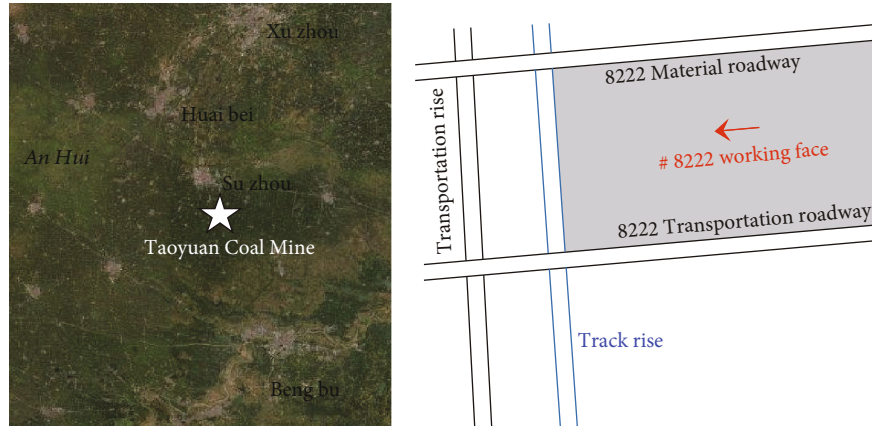 Xu zhou
Huai bei
An Hui
Su zhou
Taoyuan Coal Mine
Beng bu
Transportation rise
8222 Material roadway
# 8222 working face
8222 Transportation roadway
Track rise